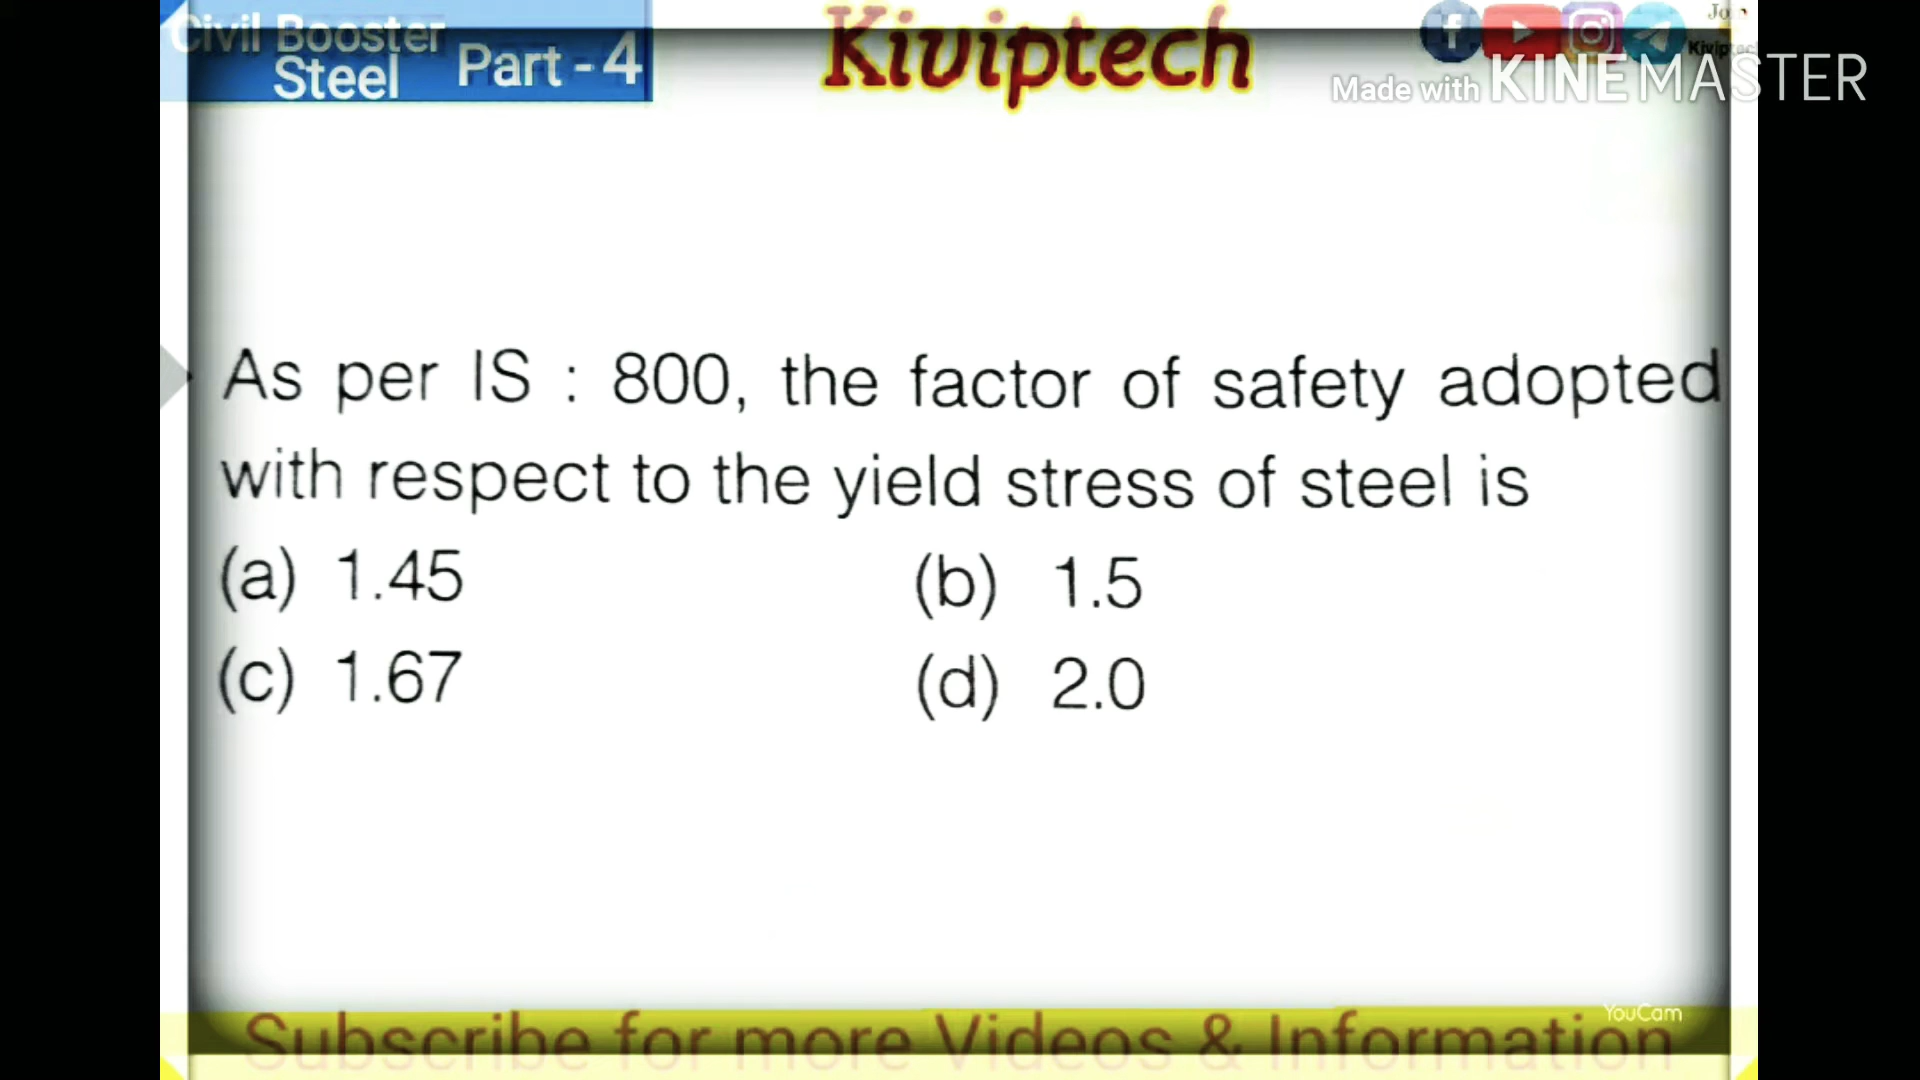 Civil Booster
Steel Part - 4
Kiviptech
Made with KINEMASTER
As per IS : 800, the factor of safety adopted
with respect to the yield stress of steel is
(a) 1.45 (b) 1.5
(c) 1.67 (d) 2.0
YouCam
Subscribe for more Videos & Information